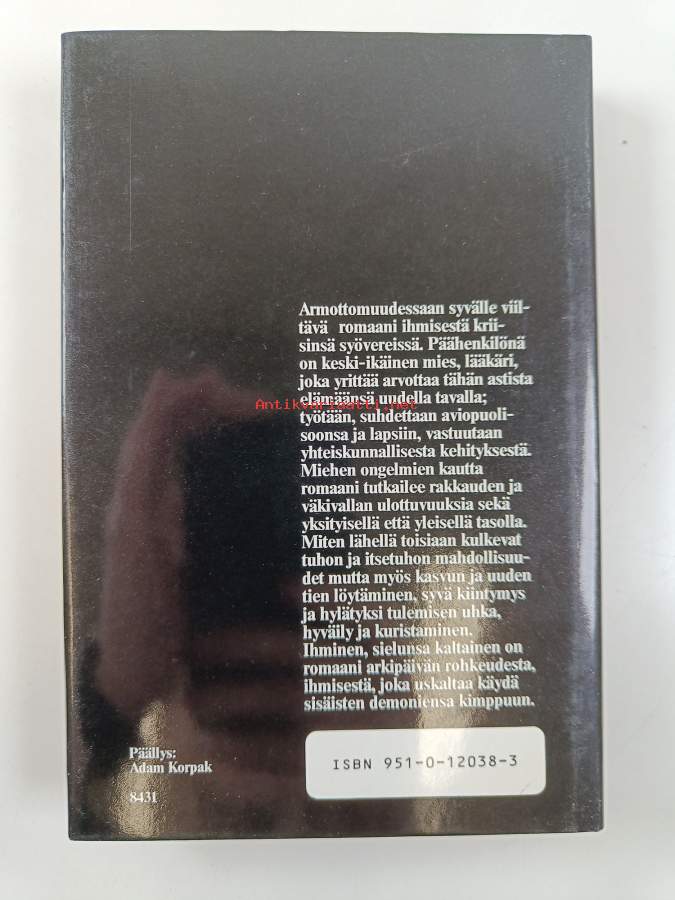 Armottomuudessaan syvälle viil-
tävä romaani ihmisestä krii-
sinsä syövereissä. Päähenkilönä
on keski-ikäinen mies, lääkäri,
joka yrittää arvottaa tähän astista
elämäänsä uudella tavalla;
Antikvariaatti.net
työtään, suhdettaan aviopuoli-
soonsa ja lapsiin, vastuutaan
yhteiskunnallisesta kehityksestä.
Miehen ongelmien kautta
romaani tutkailee rakkauden ja
väkivallan ulottuvuuksia sekä
yksityisellä että yleisellä tasolla.
Miten lähellä toisiaan kulkevat
tuhon ja itsetuhon mahdollisuu-
det mutta myös kasvun ja uuden
tien löytäminen, syvä kiintymys
ja hylätyksi tulemisen uhka,
hyväily ja kuristaminen.
Ihminen, sielunsa kaltainen on
romaani arkipäivän rohkeudesta,
ihmisestä, joka uskaltaa käydä
sisäisten demoniensa kimppuun.
Päällys:
Adam Korpak
8431
ISBN 951-0-12038-3